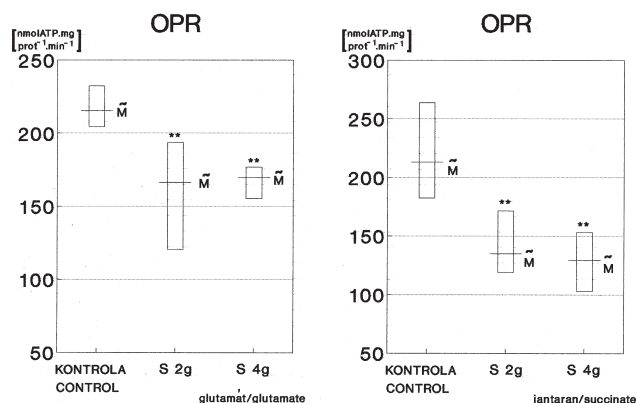 OPR
[nmolATP.mg
prot⁻¹.min⁻¹]
250
200
150
100
50
M̃
**
M̃
**
M̃
KONTROLA S 2g S 4g
CONTROL
glutamát/glutamate
OPR
[nmolATP.mg
prot⁻¹.min⁻¹]
300
250
200
150
100
50
M̃
**
M̃
**
M̃
KONTROLA S 2g S 4g
CONTROL
jantaran/succinate